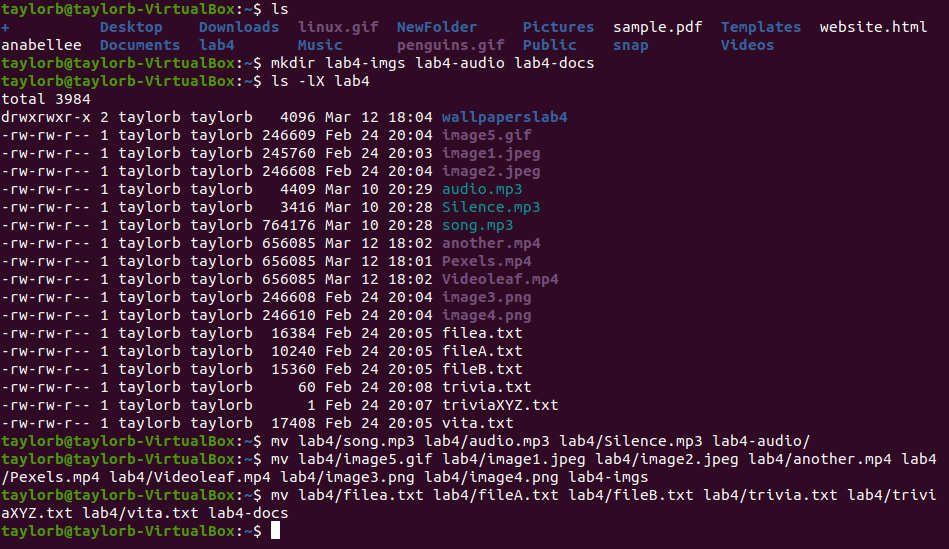 taylorb@taylorb-VirtualBox:~$ ls
+ Desktop Downloads linux.gif NewFolder Pictures sample.pdf Templates website.html
anabellee Documents lab4 Music penguins.gif Public snap Videos
taylorb@taylorb-VirtualBox:~$ mkdir lab4-imgs lab4-audio lab4-docs
taylorb@taylorb-VirtualBox:~$ ls -lX lab4
total 3984
drwxrwxr-x 2 taylorb taylorb 4096 Mar 12 18:04 wallpaperslab4
-rw-rw-r-- 1 taylorb taylorb 246609 Feb 24 20:04 image5.gif
-rw-rw-r-- 1 taylorb taylorb 245760 Feb 24 20:03 image1.jpeg
-rw-rw-r-- 1 taylorb taylorb 246608 Feb 24 20:04 image2.jpeg
-rw-rw-r-- 1 taylorb taylorb 4409 Mar 10 20:29 audio.mp3
-rw-rw-r-- 1 taylorb taylorb 3416 Mar 10 20:28 Silence.mp3
-rw-rw-r-- 1 taylorb taylorb 764176 Mar 10 20:28 song.mp3
-rw-rw-r-- 1 taylorb taylorb 656085 Mar 12 18:02 another.mp4
-rw-rw-r-- 1 taylorb taylorb 656085 Mar 12 18:01 Pexels.mp4
-rw-rw-r-- 1 taylorb taylorb 656085 Mar 12 18:02 Videoleaf.mp4
-rw-rw-r-- 1 taylorb taylorb 246608 Feb 24 20:04 image3.png
-rw-rw-r-- 1 taylorb taylorb 246610 Feb 24 20:04 image4.png
-rw-rw-r-- 1 taylorb taylorb 16384 Feb 24 20:05 filea.txt
-rw-rw-r-- 1 taylorb taylorb 10240 Feb 24 20:05 fileA.txt
-rw-rw-r-- 1 taylorb taylorb 15360 Feb 24 20:05 fileB.txt
-rw-rw-r-- 1 taylorb taylorb 60 Feb 24 20:08 trivia.txt
-rw-rw-r-- 1 taylorb taylorb 1 Feb 24 20:07 triviaXYZ.txt
-rw-rw-r-- 1 taylorb taylorb 17408 Feb 24 20:05 vita.txt
taylorb@taylorb-VirtualBox:~$ mv lab4/song.mp3 lab4/audio.mp3 lab4/Silence.mp3 lab4-audio/
taylorb@taylorb-VirtualBox:~$ mv lab4/image5.gif lab4/image1.jpeg lab4/image2.jpeg lab4/another.mp4 lab4
/Pexels.mp4 lab4/Videoleaf.mp4 lab4/image3.png lab4/image4.png lab4-imgs
taylorb@taylorb-VirtualBox:~$ mv lab4/filea.txt lab4/fileA.txt lab4/fileB.txt lab4/trivia.txt lab4/trivi
aXYZ.txt lab4/vita.txt lab4-docs
taylorb@taylorb-VirtualBox:~$